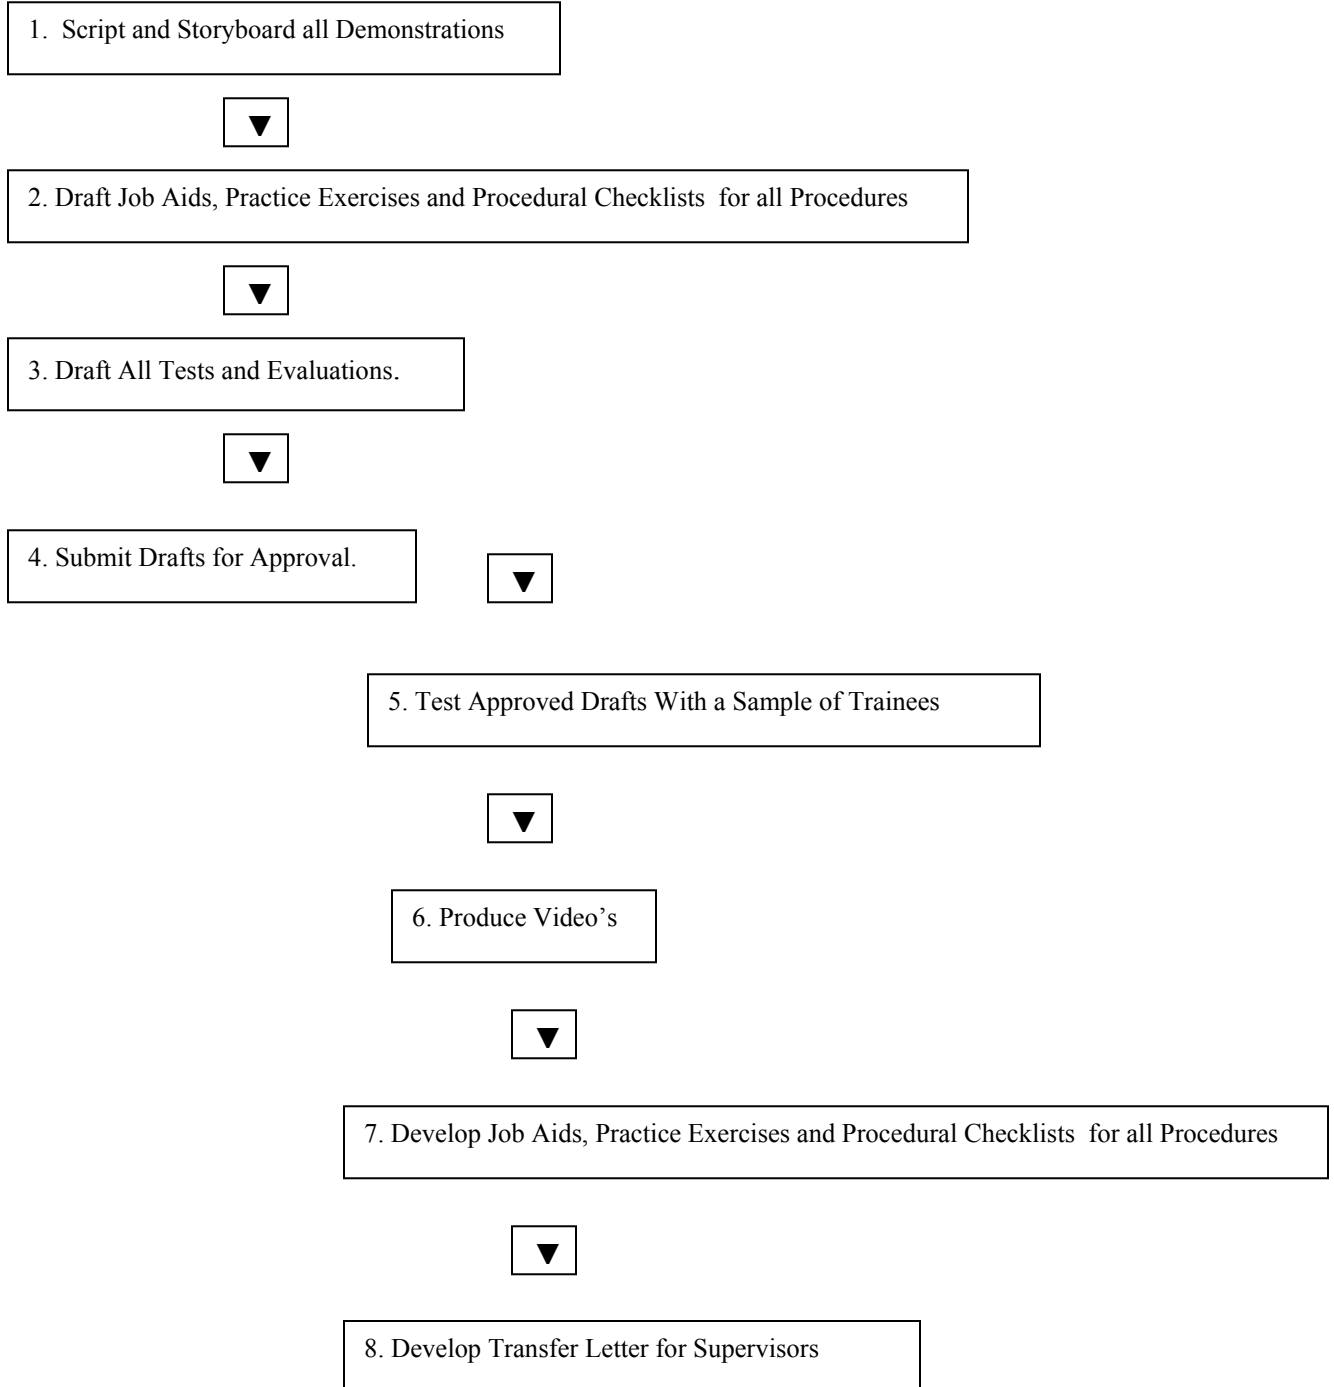 1.  Script and Storyboard all Demonstrations
▼
2. Draft Job Aids, Practice Exercises and Procedural Checklists  for all Procedures
▼
3. Draft All Tests and Evaluations.
▼
4. Submit Drafts for Approval.
▼
5. Test Approved Drafts With a Sample of Trainees
▼
6. Produce Video’s
▼
7. Develop Job Aids, Practice Exercises and Procedural Checklists  for all Procedures
▼
8. Develop Transfer Letter for Supervisors